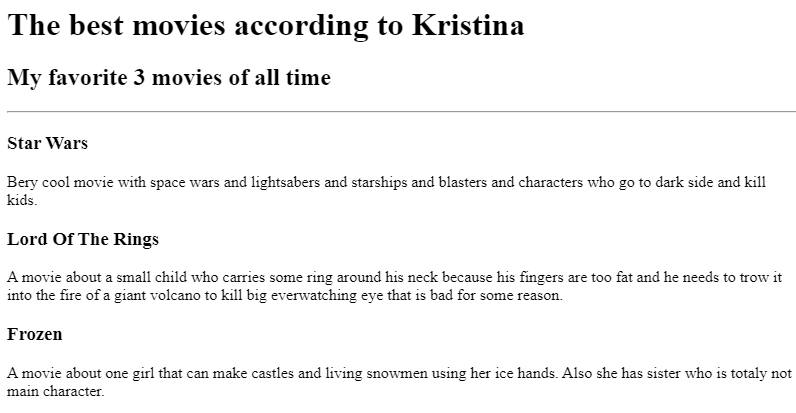 The best movies according to Kristina
My favorite 3 movies of all time
Star Wars
Bery cool movie with space wars and lightsabers and starships and blasters and characters who go to dark side and kill
kids.
Lord Of The Rings
A movie about a small child who carries some ring around his neck because his fingers are too fat and he needs to trow it
into the fire of a giant volcano to kill big everwatching eye that is bad for some reason.
Frozen
A movie about one girl that can make castles and living snowmen using her ice hands. Also she has sister who is totaly not
main character.